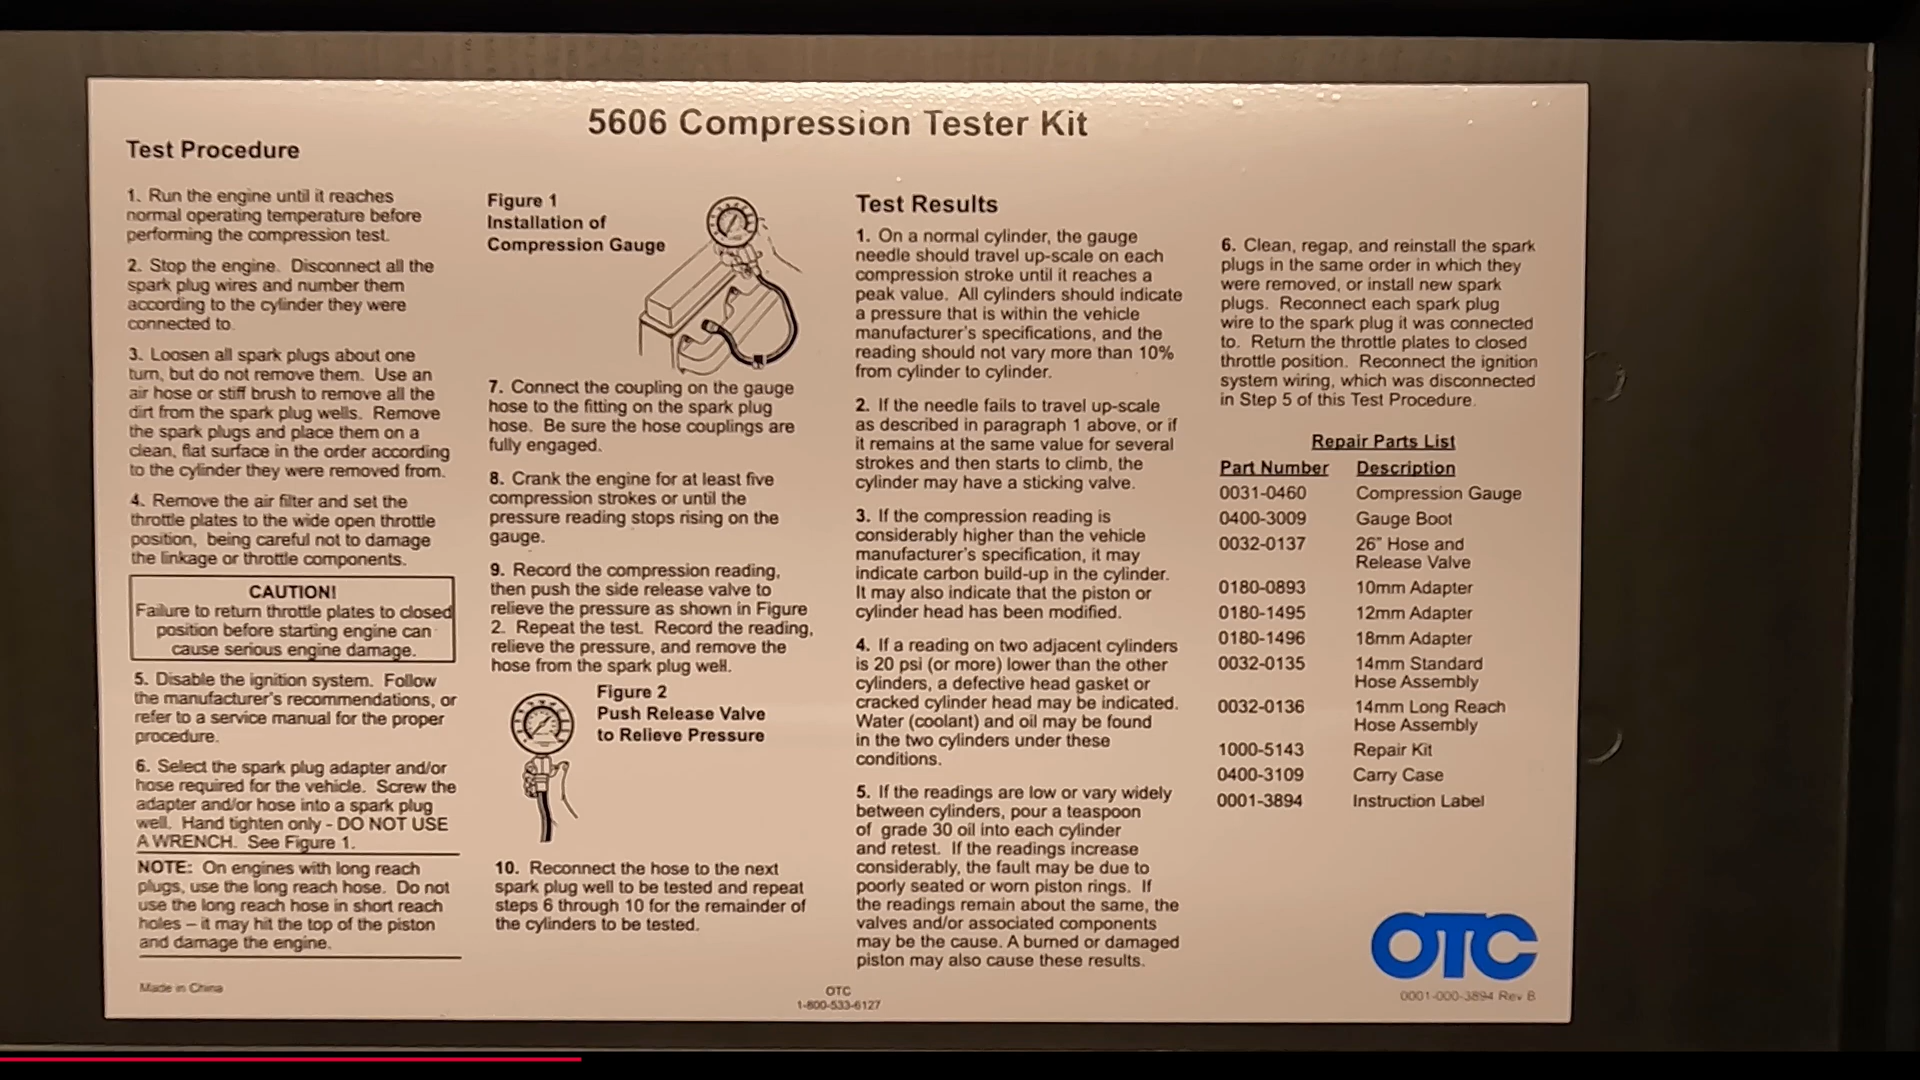 5606 Compression Tester Kit
Test Procedure
1. Run the engine until it reaches
normal operating temperature before
performing the compression test.
2. Stop the engine. Disconnect all the
spark plug wires and number them
according to the cylinder they were
connected to.
3. Loosen all spark plugs about one
turn, but do not remove them. Use an
air hose or stiff brush to remove all the
dirt from the spark plug wells. Remove
the spark plugs and place them on a
clean, flat surface in the order according
to the cylinder they were removed from.
4. Remove the air filter and set the
throttle plates to the wide open throttle
position, being careful not to damage
the linkage or throttle components.
CAUTION!
Failure to return throttle plates to closed
position before starting engine can
cause serious engine damage.
5. Disable the ignition system. Follow
the manufacturer's recommendations, or
refer to a service manual for the proper
procedure.
6. Select the spark plug adapter and/or
hose required for the vehicle. Screw the
adapter and/or hose into a spark plug
well. Hand tighten only - DO NOT USE
A WRENCH. See Figure 1.
NOTE: On engines with long reach
plugs, use the long reach hose. Do not
use the long reach hose in short reach
holes – it may hit the top of the piston
and damage the engine.
Made in China
Figure 1
Installation of
Compression Gauge
7. Connect the coupling on the gauge
hose to the fitting on the spark plug
hose. Be sure the hose couplings are
fully engaged.
8. Crank the engine for at least five
compression strokes or until the
pressure reading stops rising on the
gauge.
9. Record the compression reading,
then push the side release valve to
relieve the pressure as shown in Figure
2. Repeat the test. Record the reading,
relieve the pressure, and remove the
hose from the spark plug well.
Figure 2
Push Release Valve
to Relieve Pressure
10. Reconnect the hose to the next
spark plug well to be tested and repeat
steps 6 through 10 for the remainder of
the cylinders to be tested.
OTC
1-800-533-6127
Test Results
1. On a normal cylinder, the gauge
needle should travel up-scale on each
compression stroke until it reaches a
peak value. All cylinders should indicate
a pressure that is within the vehicle
manufacturer's specifications, and the
reading should not vary more than 10%
from cylinder to cylinder.
2. If the needle fails to travel up-scale
as described in paragraph 1 above, or if
it remains at the same value for several
strokes and then starts to climb, the
cylinder may have a sticking valve.
3. If the compression reading is
considerably higher than the vehicle
manufacturer's specification, it may
indicate carbon build-up in the cylinder.
It may also indicate that the piston or
cylinder head has been modified.
4. If a reading on two adjacent cylinders
is 20 psi (or more) lower than the other
cylinders, a defective head gasket or
cracked cylinder head may be indicated.
Water (coolant) and oil may be found
in the two cylinders under these
conditions.
5. If the readings are low or vary widely
between cylinders, pour a teaspoon
of grade 30 oil into each cylinder
and retest. If the readings increase
considerably, the fault may be due to
poorly seated or worn piston rings. If
the readings remain about the same, the
valves and/or associated components
may be the cause. A burned or damaged
piston may also cause these results.
6. Clean, regap, and reinstall the spark
plugs in the same order in which they
were removed, or install new spark
plugs. Reconnect each spark plug
wire to the spark plug it was connected
to. Return the throttle plates to closed
throttle position. Reconnect the ignition
system wiring, which was disconnected
in Step 5 of this Test Procedure.
Repair Parts List
Part Number Description
0031-0460 Compression Gauge
0400-3009 Gauge Boot
0032-0137 26" Hose and
Release Valve
0180-0893 10mm Adapter
0180-1495 12mm Adapter
0180-1496 18mm Adapter
0032-0135 14mm Standard
Hose Assembly
0032-0136 14mm Long Reach
Hose Assembly
1000-5143 Repair Kit
0400-3109 Carry Case
0001-3894 Instruction Label
OTC
0001-000-3894 Rev B